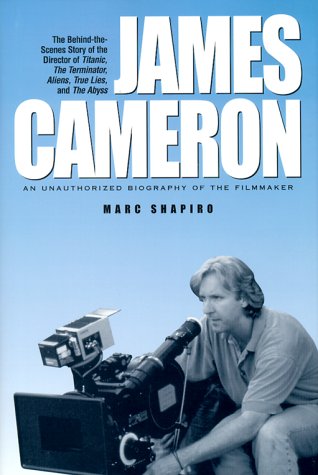 The Behind-the-
Scenes Story of the
Director of Titanic,
The Terminator,
Aliens, True Lies,
and The Abyss
JAMES
CAMERON
AN UNAUTHORIZED BIOGRAPHY OF THE FILMMAKER
MARC SHAPIRO